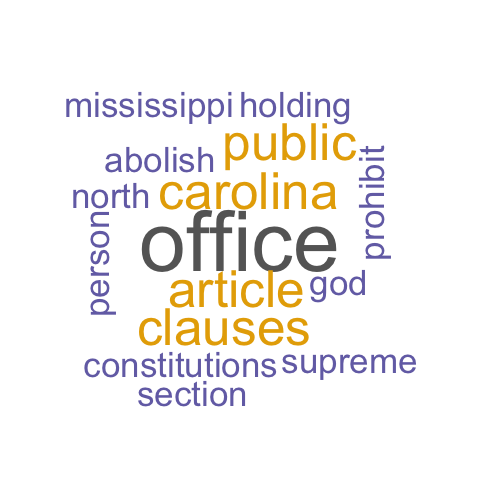 mississippi holding
public
abolish
prohibit
north carolina
person
office
article god
clauses
constitutions supreme
section